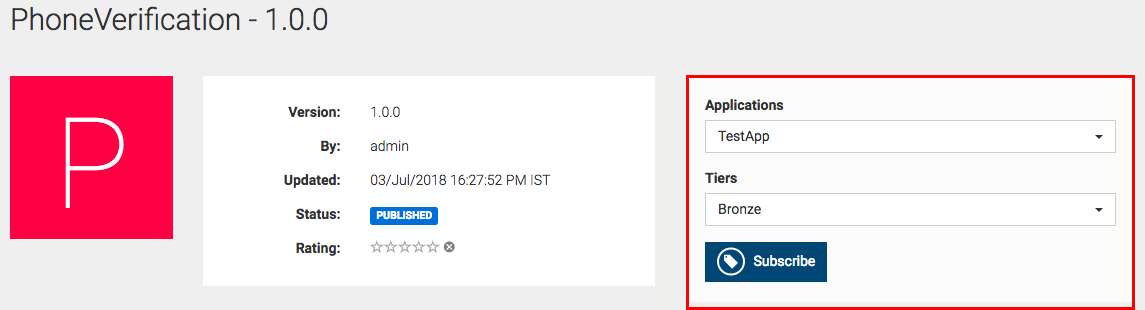 PhoneVerification - 1.0.0
P
Version: 1.0.0
By: admin
Updated: 03/Jul/2018 16:27:52 PM IST
Status: PUBLISHED
Rating:
Applications
TestApp
Tiers
Bronze
Subscribe